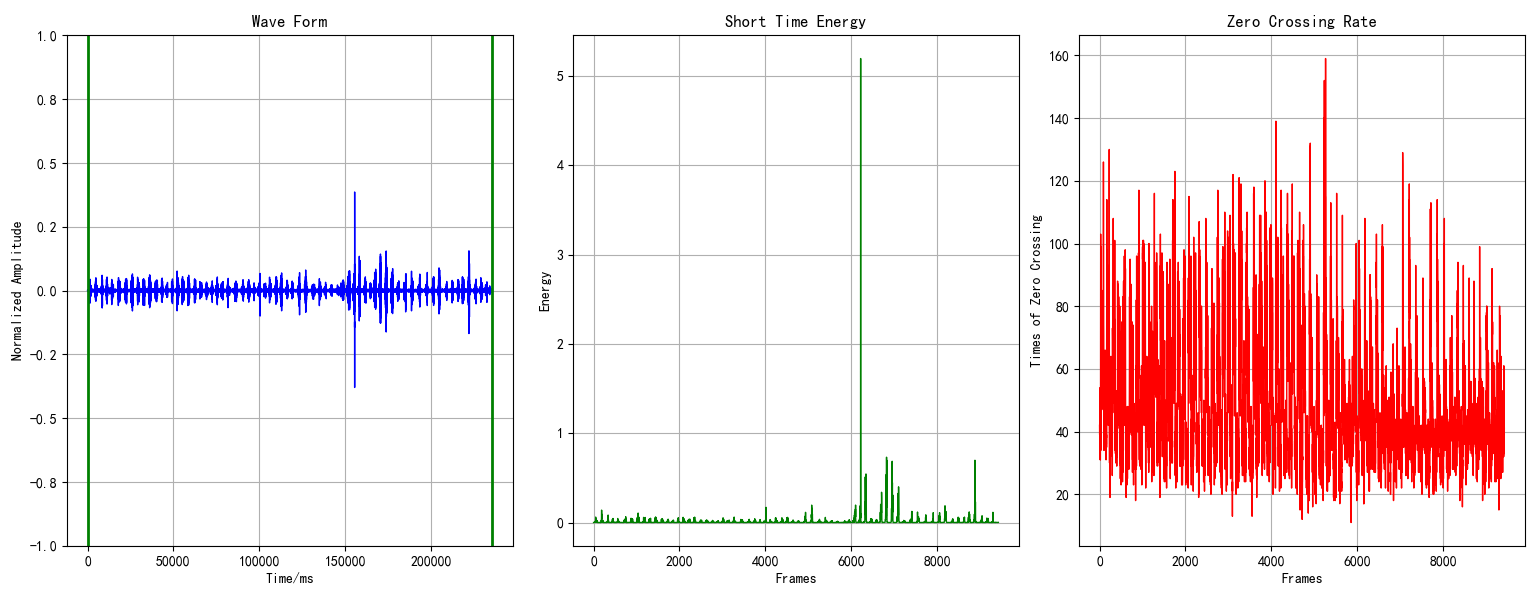 Wave Form
1.0
0.8
0.5
0.2
0.0
-0.2
-0.5
-0.8
-1.0
Normalized Amplitude
0 50000 100000 150000 200000
Time/ms
Short Time Energy
5
4
3
2
1
0
Energy
0 2000 4000 6000 8000
Frames
Zero Crossing Rate
160
140
120
100
80
60
40
20
Times of Zero Crossing
0 2000 4000 6000 8000
Frames